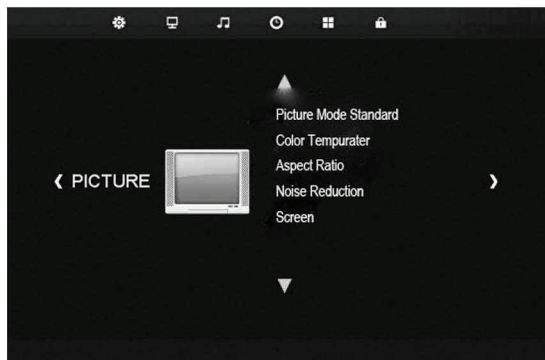 Picture Mode Standard
Color Tempurater
Aspect Ratio
PICTURE
Noise Reduction
Screen